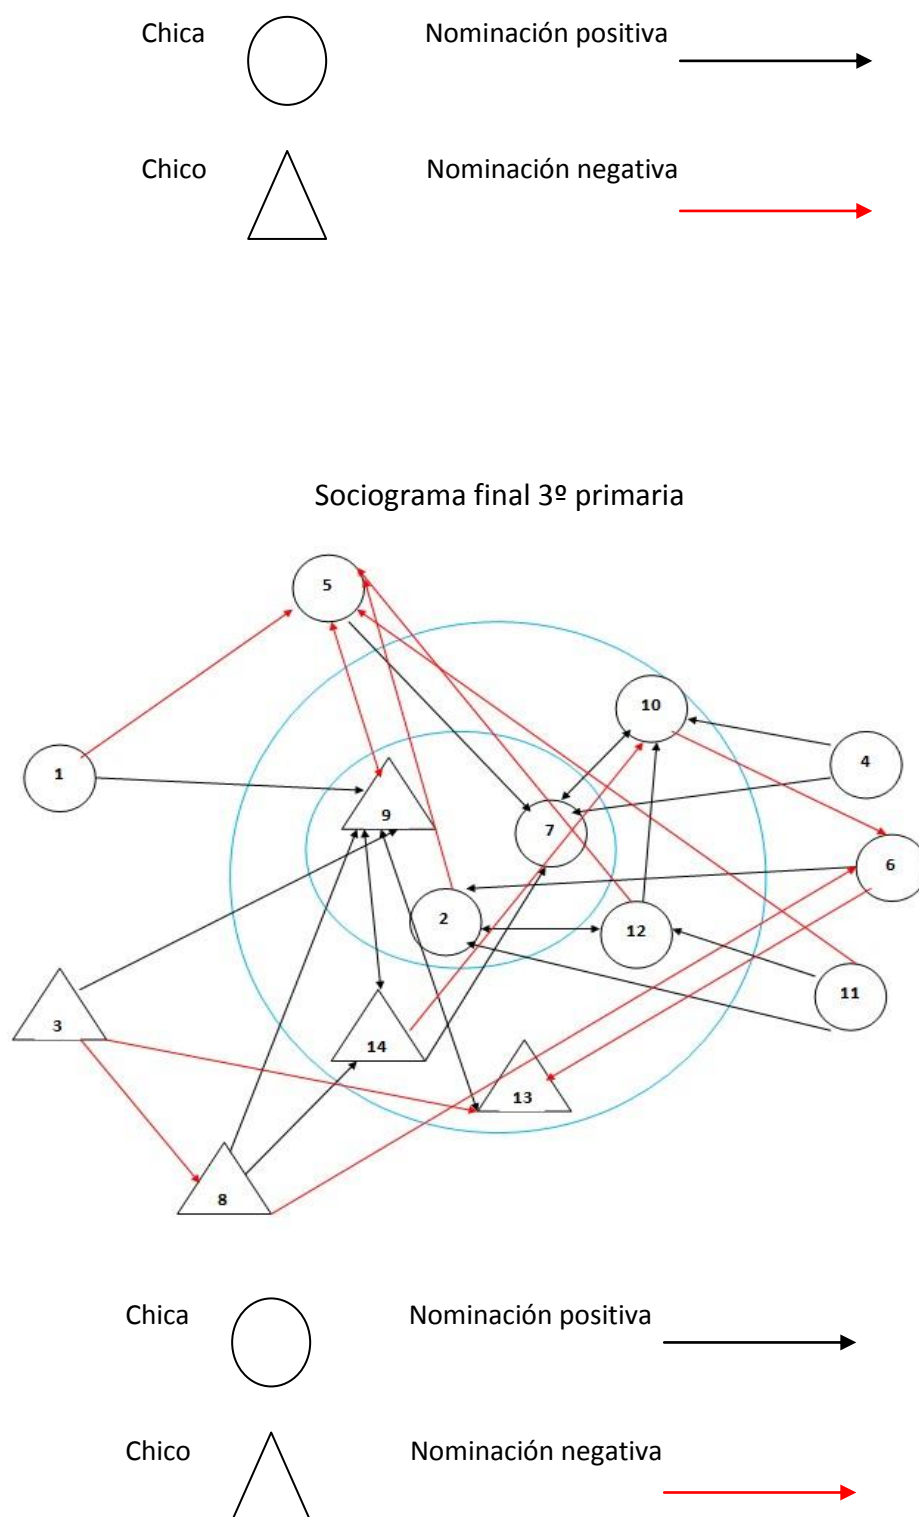 Chica Nominación positiva
Chico Nominación negativa
Sociograma final 3º primaria
5
10
1
4
9
7
6
2
12
11
3
14
13
8
Chica Nominación positiva
Chico Nominación negativa